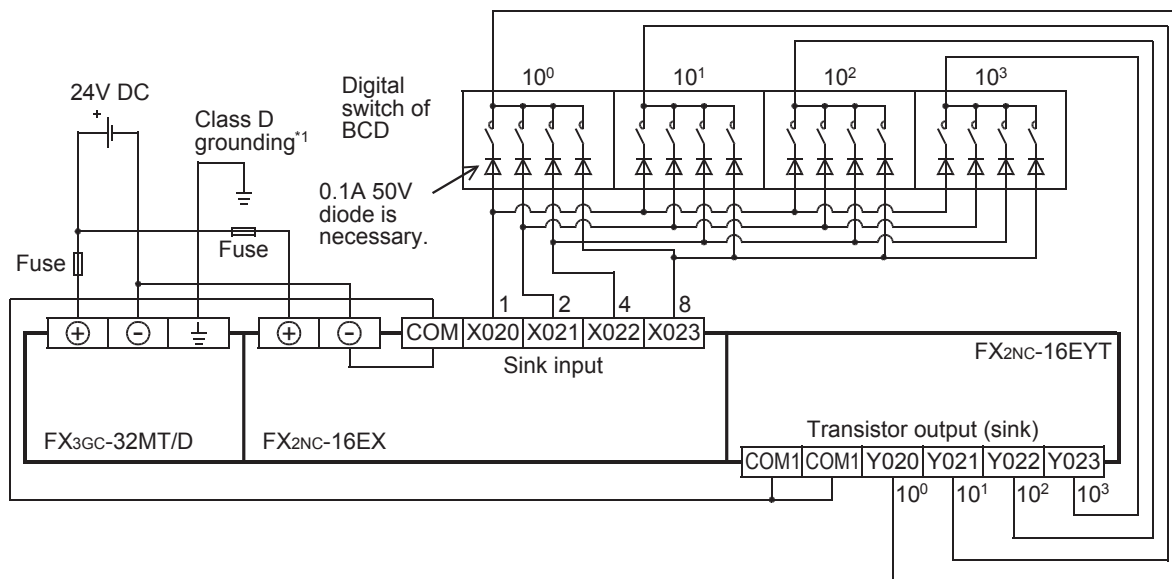 24V DC
+
Class D
grounding*1
Digital
switch of
BCD
10⁰ 10¹ 10² 10³
0.1A 50V
diode is
necessary.
Fuse
Fuse
1 2 4 8
+ - + - COM X020 X021 X022 X023
Sink input
FX2NC-16EYT
FX3GC-32MT/D
FX2NC-16EX
Transistor output (sink)
COM1 COM1 Y020 Y021 Y022 Y023
10⁰ 10¹ 10² 10³